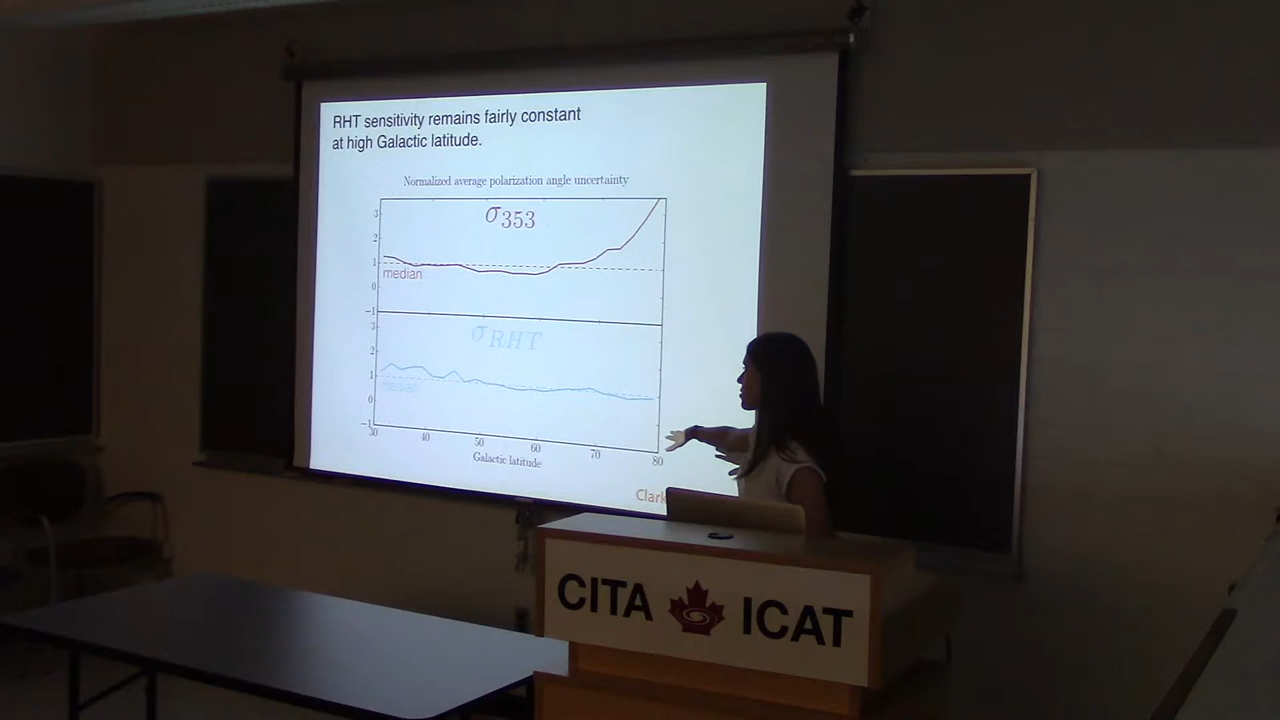 RHT sensitivity remains fairly constant
at high Galactic latitude.
Normalized average polarization angle uncertainty
σ353
3
2
1
0
−1
median
σRHT
3
2
1
0
−1
median
30 40 50 60 70 80
Galactic latitude
Clark
CITA ICAT